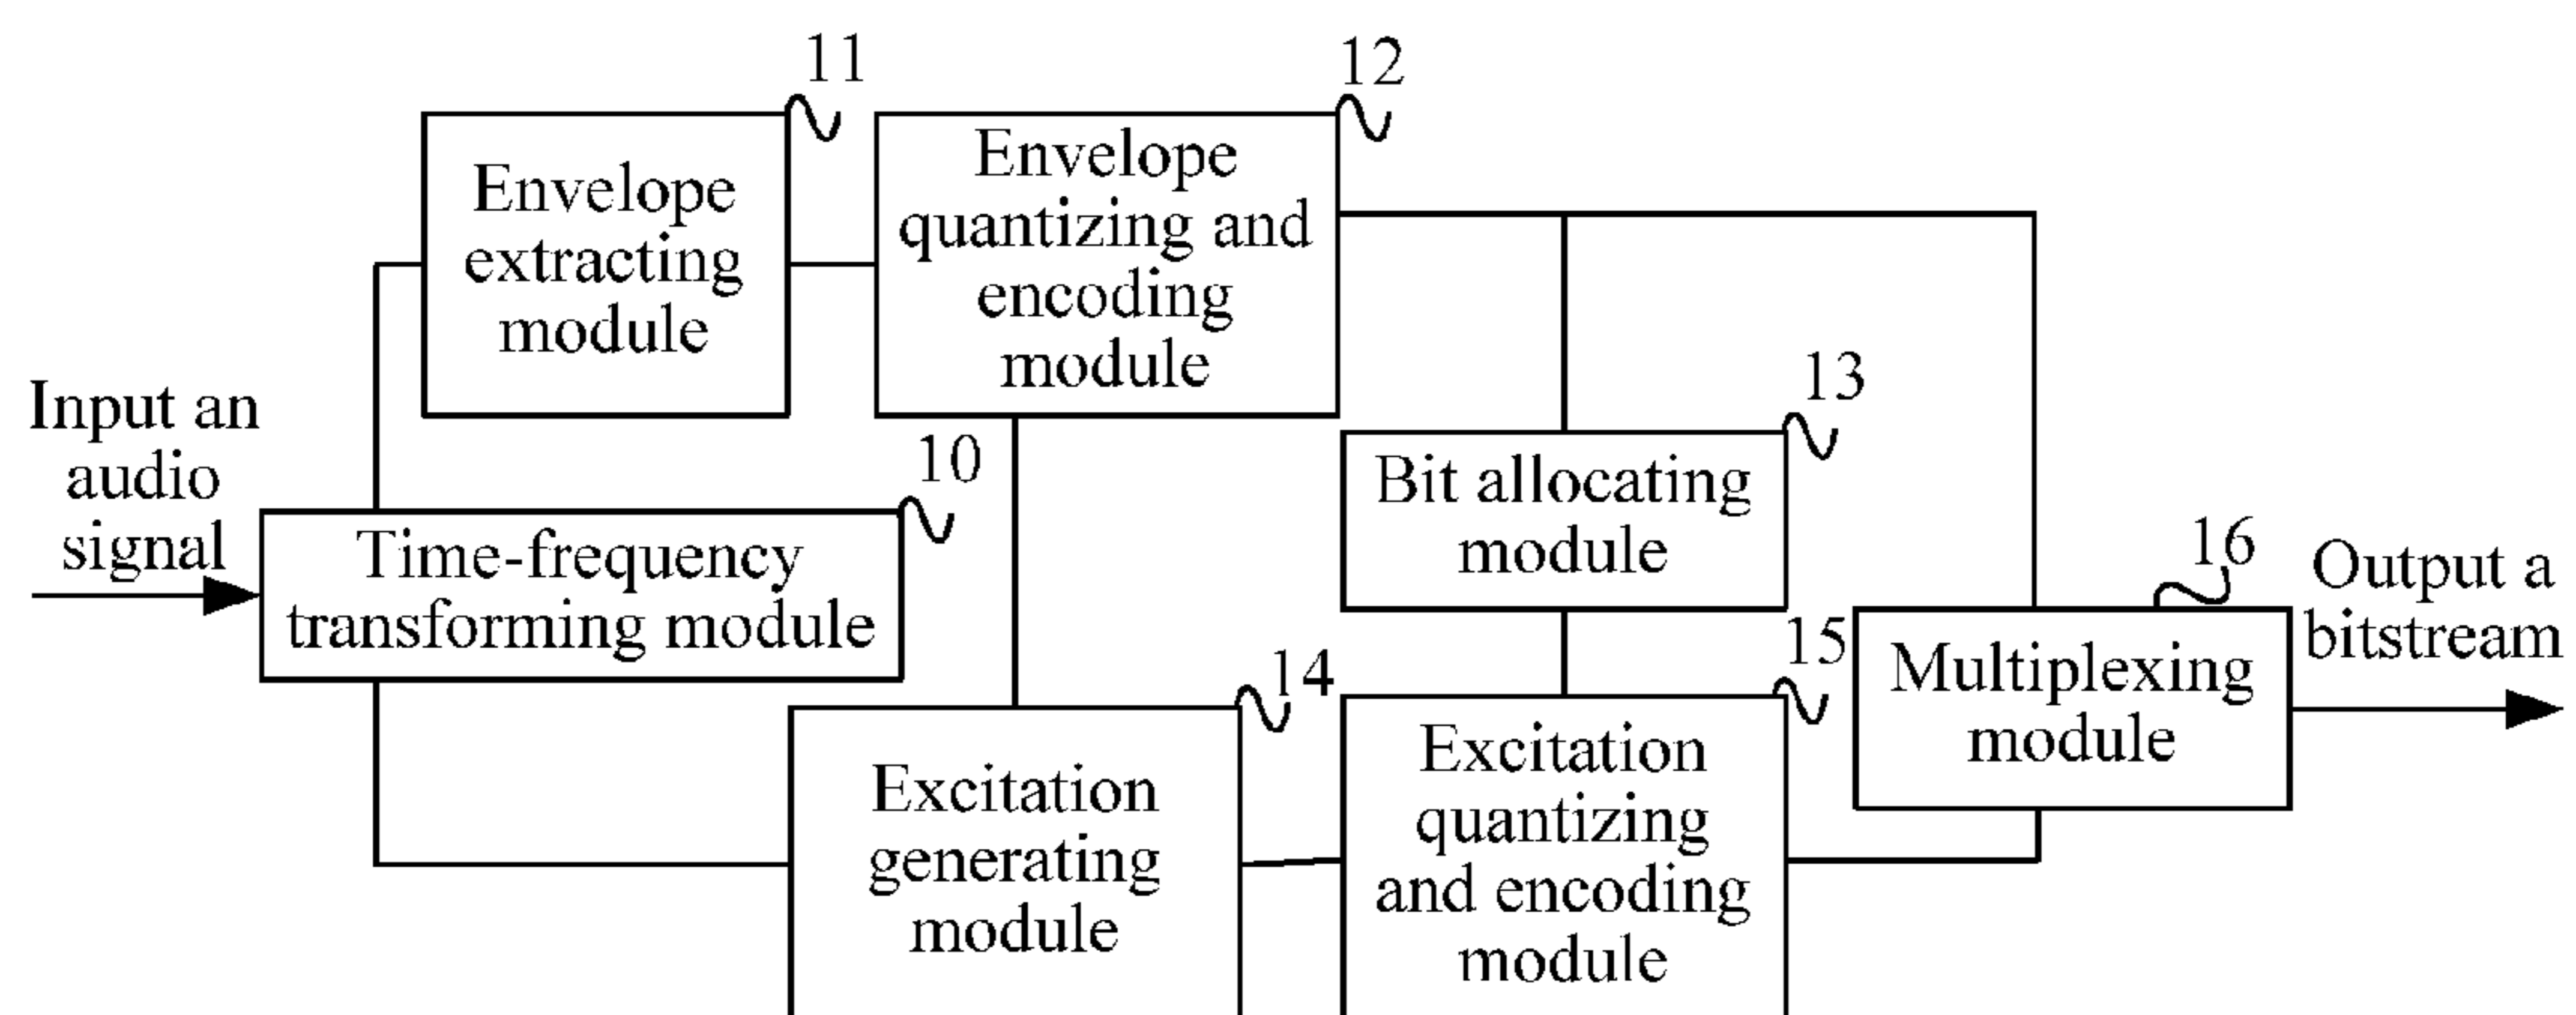 11
Envelope
extracting
module
12
Envelope
quantizing and
encoding
module
Input an
audio
signal
10
Time-frequency
transforming module
13
Bit allocating
module
14
Excitation
generating
module
15
Excitation
quantizing
and encoding
module
16
Multiplexing
module
Output a
bitstream